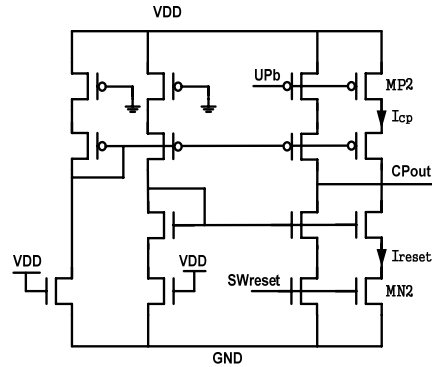 VDD
UPb
MP2
Icp
CPout
VDD
VDD
Ireset
SWreset
MN2
GND